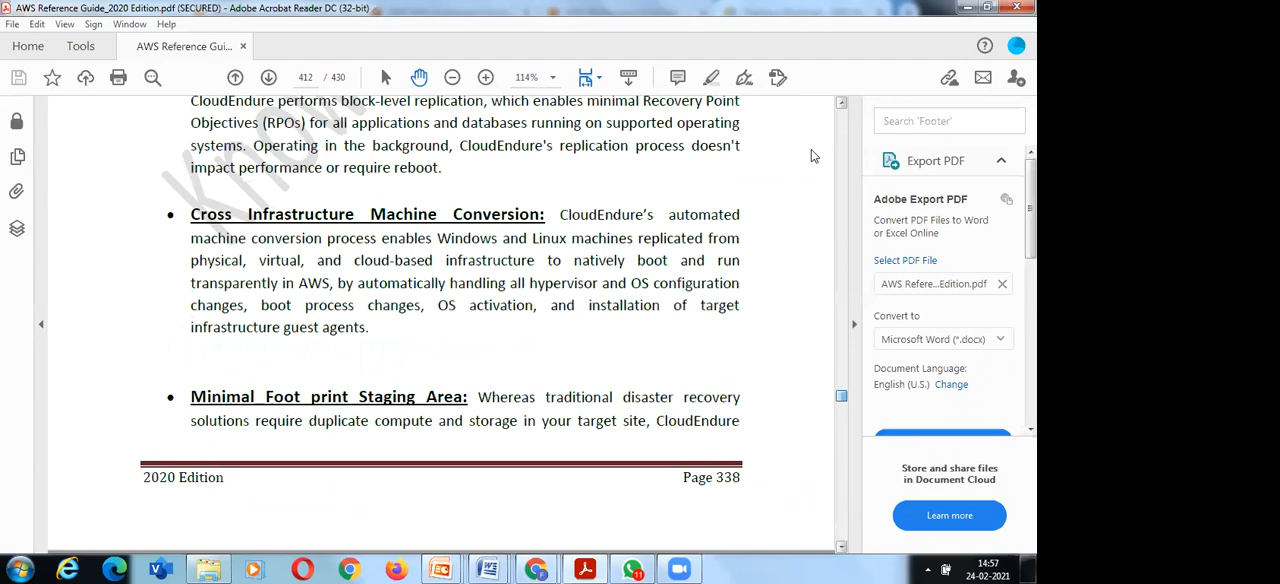 AWS Reference Guide_2020 Edition.pdf (SECURED) - Adobe Acrobat Reader DC (32-bit)
File Edit View Sign Window Help
Home Tools AWS Reference Gui... ×
412 / 430 114%
CloudEndure performs block-level replication, which enables minimal Recovery Point
Objectives (RPOs) for all applications and databases running on supported operating
systems. Operating in the background, CloudEndure's replication process doesn't
impact performance or require reboot.
Know
• Cross Infrastructure Machine Conversion: CloudEndure’s automated
machine conversion process enables Windows and Linux machines replicated from
physical, virtual, and cloud-based infrastructure to natively boot and run
transparently in AWS, by automatically handling all hypervisor and OS configuration
changes, boot process changes, OS activation, and installation of target
infrastructure guest agents.
• Minimal Foot print Staging Area: Whereas traditional disaster recovery
solutions require duplicate compute and storage in your target site, CloudEndure
2020 Edition Page 338
Search 'Footer'
Export PDF
Adobe Export PDF
Convert PDF Files to Word
or Excel Online
Select PDF File
AWS Refere...Edition.pdf
Convert to
Microsoft Word (*.docx)
Document Language:
English (U.S.) Change
Store and share files
in Document Cloud
Learn more
11
14:57
24-02-2021